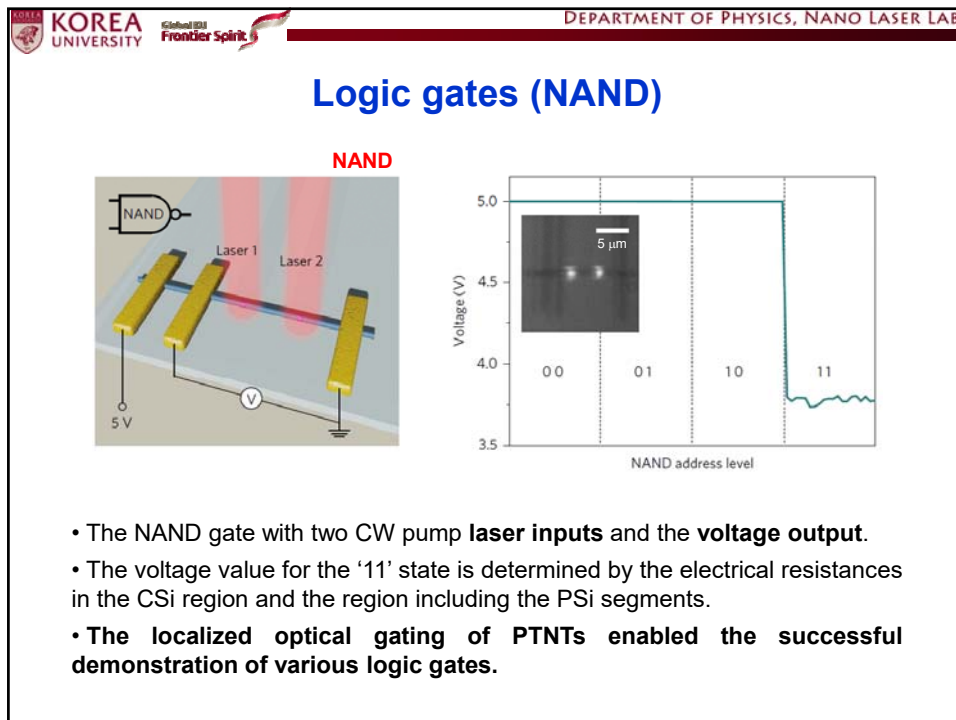 KOREA
UNIVERSITY
Global KU
Frontier Spirit
DEPARTMENT OF PHYSICS, NANO LASER LAB
Logic gates (NAND)
NAND
NAND
Laser 1
Laser 2
V
5 V
5.0
4.5
4.0
3.5
Voltage (V)
5 μm
00
01
10
11
NAND address level
• The NAND gate with two CW pump laser inputs and the voltage output.
• The voltage value for the ‘11’ state is determined by the electrical resistances
in the CSi region and the region including the PSi segments.
• The localized optical gating of PTNTs enabled the successful
demonstration of various logic gates.